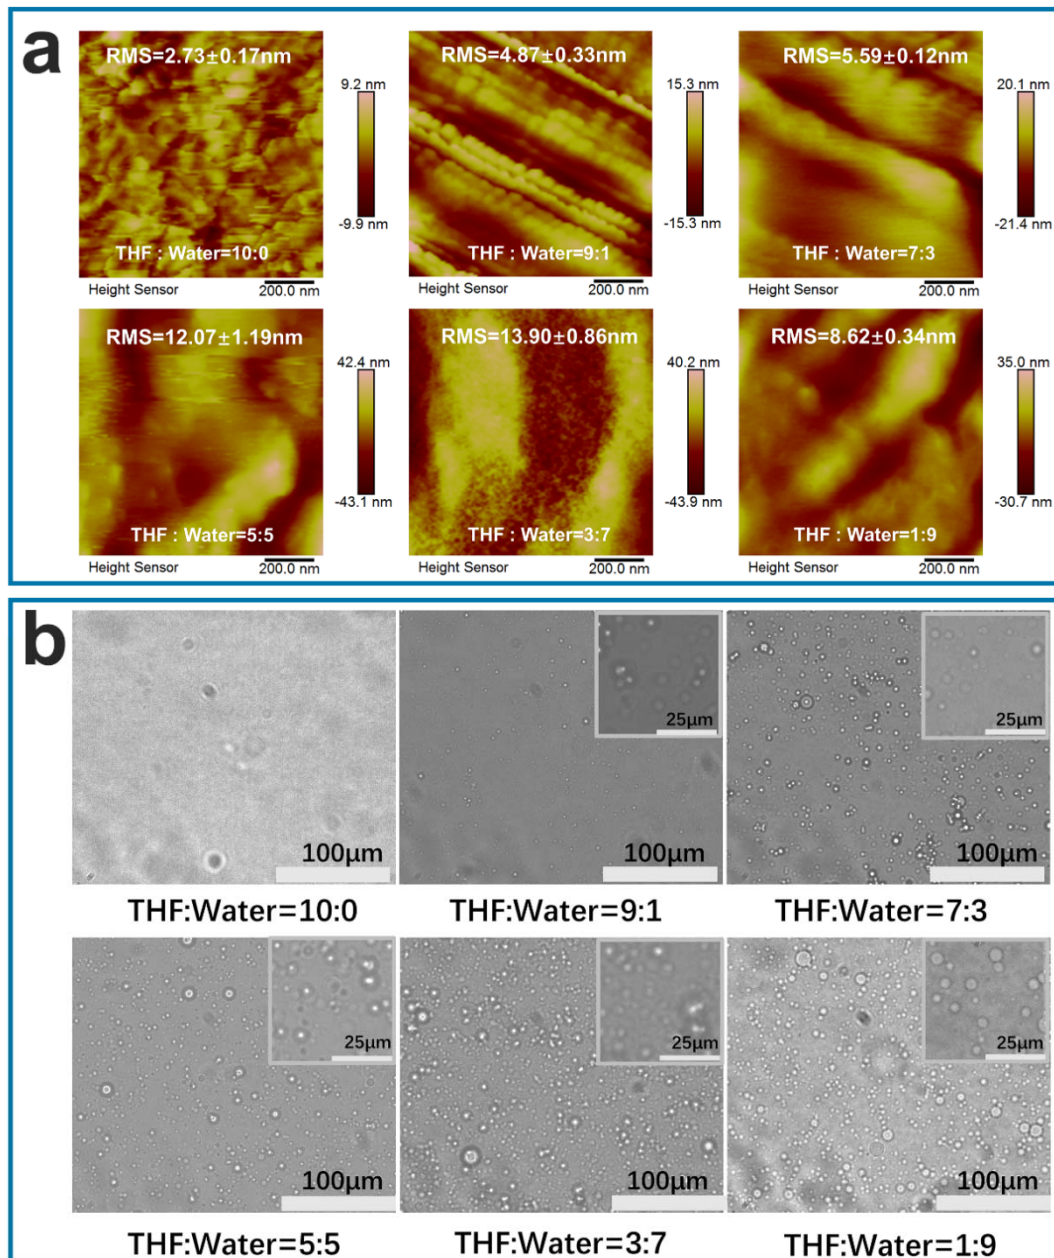 a
RMS=2.73±0.17nm
9.2 nm
-9.9 nm
THF : Water=10:0
Height Sensor
200.0 nm
RMS=4.87±0.33nm
15.3 nm
-15.3 nm
THF : Water=9:1
200.0 nm
RMS=5.59±0.12nm
20.1 nm
-21.4 nm
THF : Water=7:3
Height Sensor
200.0 nm
RMS=12.07±1.19nm
42.4 nm
-43.1 nm
THF : Water=5:5
Height Sensor
200.0 nm
RMS=13.90±0.86nm
40.2 nm
-43.9 nm
THF : Water=3:7
Height Sensor
200.0 nm
RMS=8.62±0.34nm
35.0 nm
-30.7 nm
THF : Water=1:9
Height Sensor
200.0 nm
b
100μm
THF:Water=10:0
25μm
100μm
THF:Water=9:1
25μm
100μm
THF:Water=7:3
25μm
100μm
THF:Water=5:5
25μm
100μm
THF:Water=3:7
25μm
100μm
THF:Water=1:9